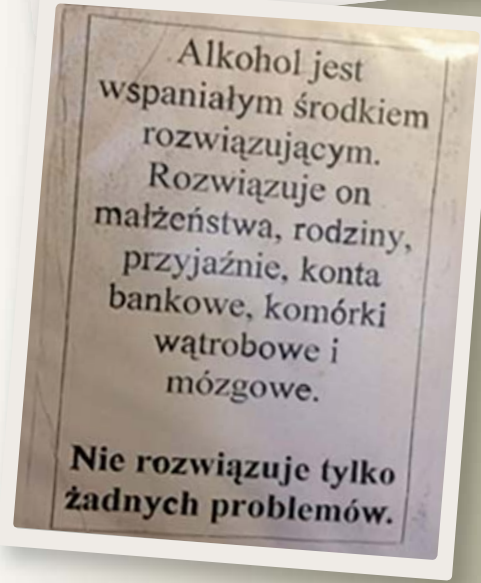 Alkohol jest
wspaniałym środkiem
rozwiązującym.
Rozwiązuje on
małżeństwa, rodziny,
przyjaźnie, konta
bankowe, komórki
wątrobowe i
mózgowe.
Nie rozwiązuje tylko
żadnych problemów.